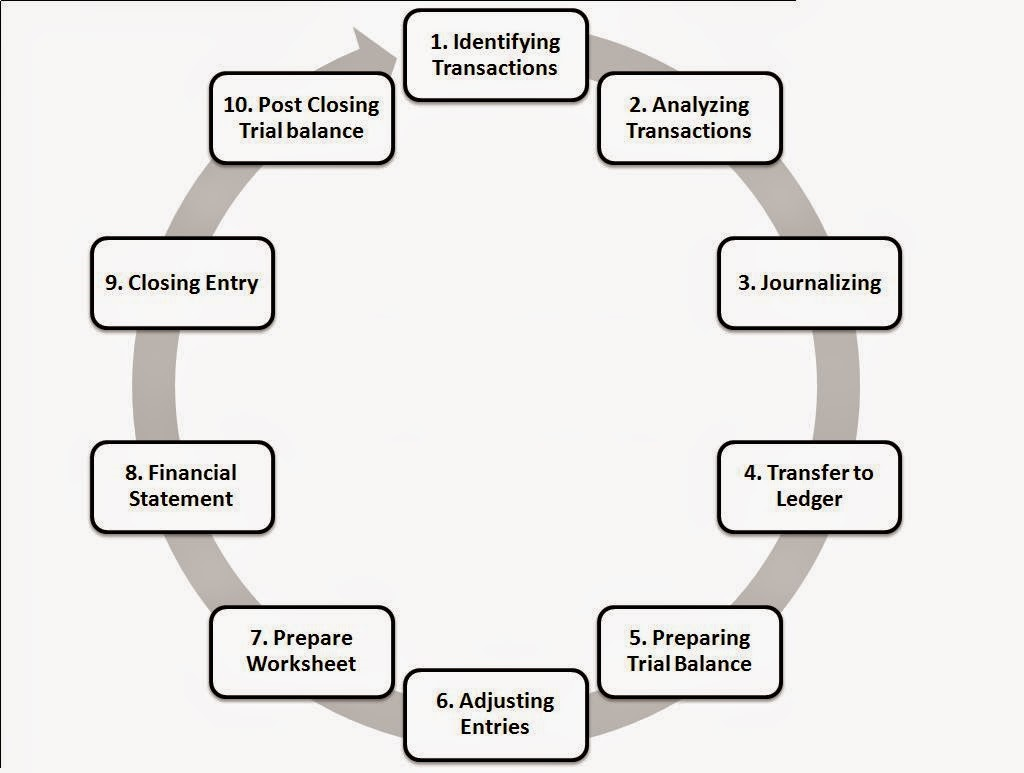 1. Identifying
Transactions
2. Analyzing
Transactions
3. Journalizing
4. Transfer to
Ledger
5. Preparing
Trial Balance
6. Adjusting
Entries
7. Prepare
Worksheet
8. Financial
Statement
9. Closing Entry
10. Post Closing
Trial balance